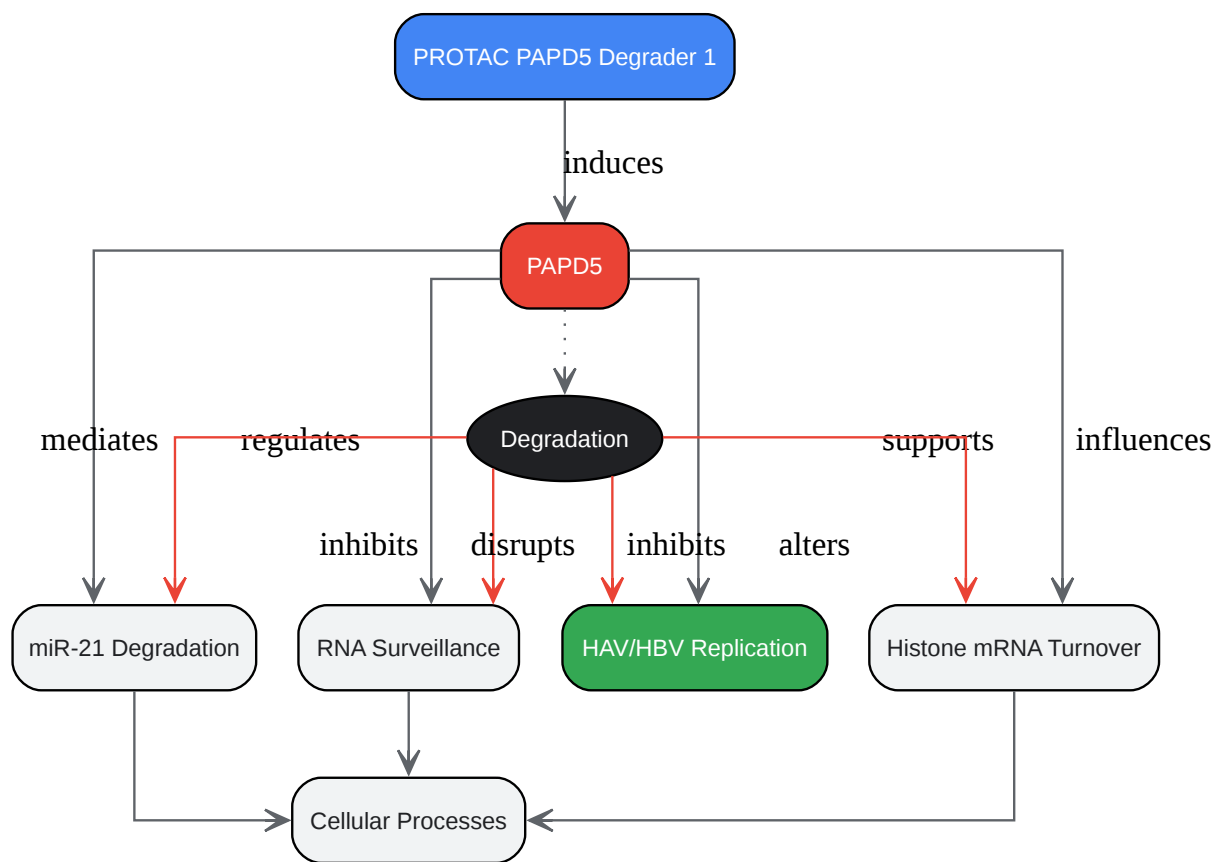 PROTAC PAPD5 Degrader 1
induces
PAPD5
Degradation
mediates
regulates
supports
influences
inhibits
disrupts
inhibits
alters
miR-21 Degradation
RNA Surveillance
HAV/HBV Replication
Histone mRNA Turnover
Cellular Processes